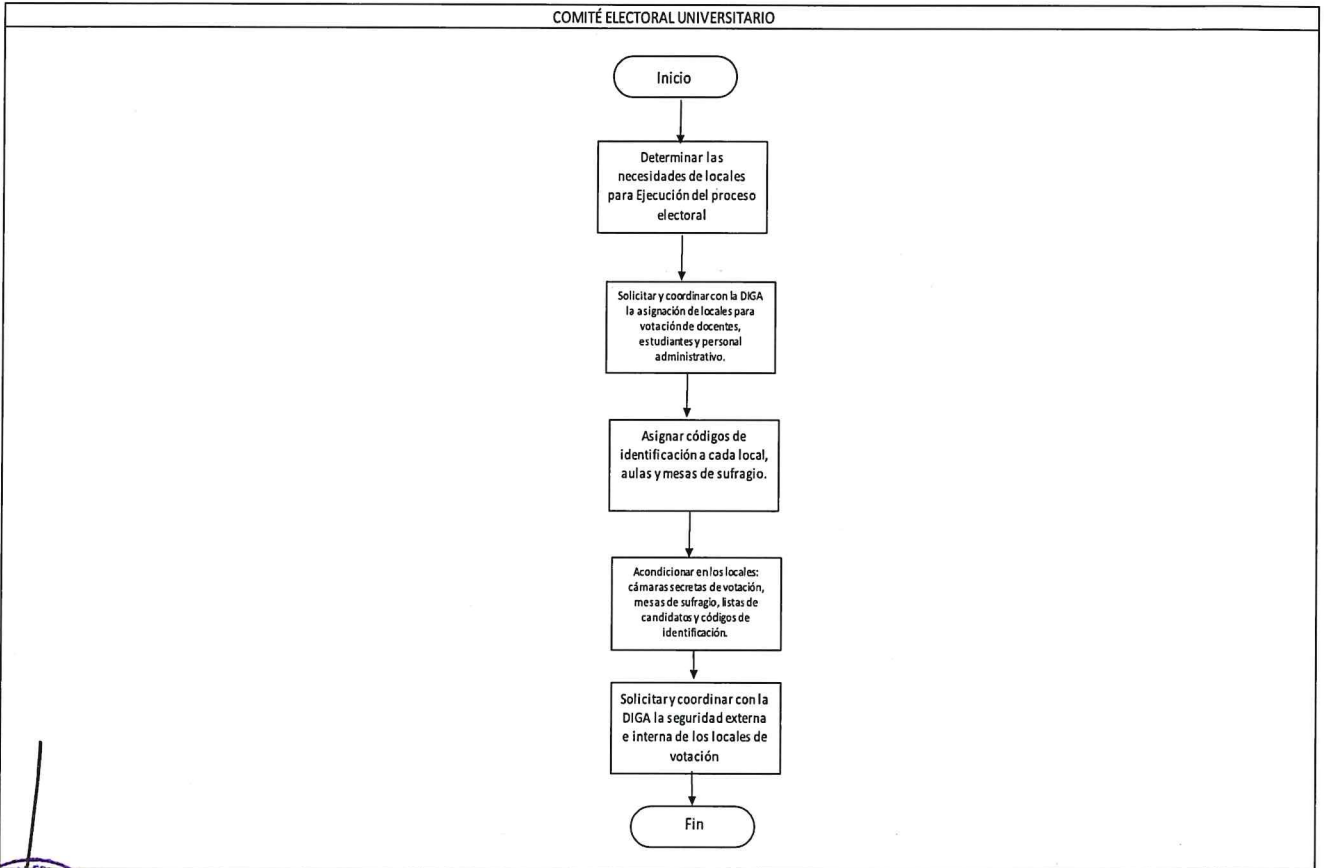 COMITÉ ELECTORAL UNIVERSITARIO
Inicio
Determinar las
necesidades de locales
para Ejecución del proceso
electoral
Solicitar y coordinar con la DIGA
la asignación de locales para
votación de docentes,
estudiantes y personal
administrativo.
Asignar códigos de
identificación a cada local,
aulas y mesas de sufragio.
Acondicionar en los locales:
cámaras secretas de votación,
mesas de sufragio, listas de
candidatos y códigos de
identificación.
Solicitar y coordinar con la
DIGA la seguridad externa
e interna de los locales de
votación
Fin